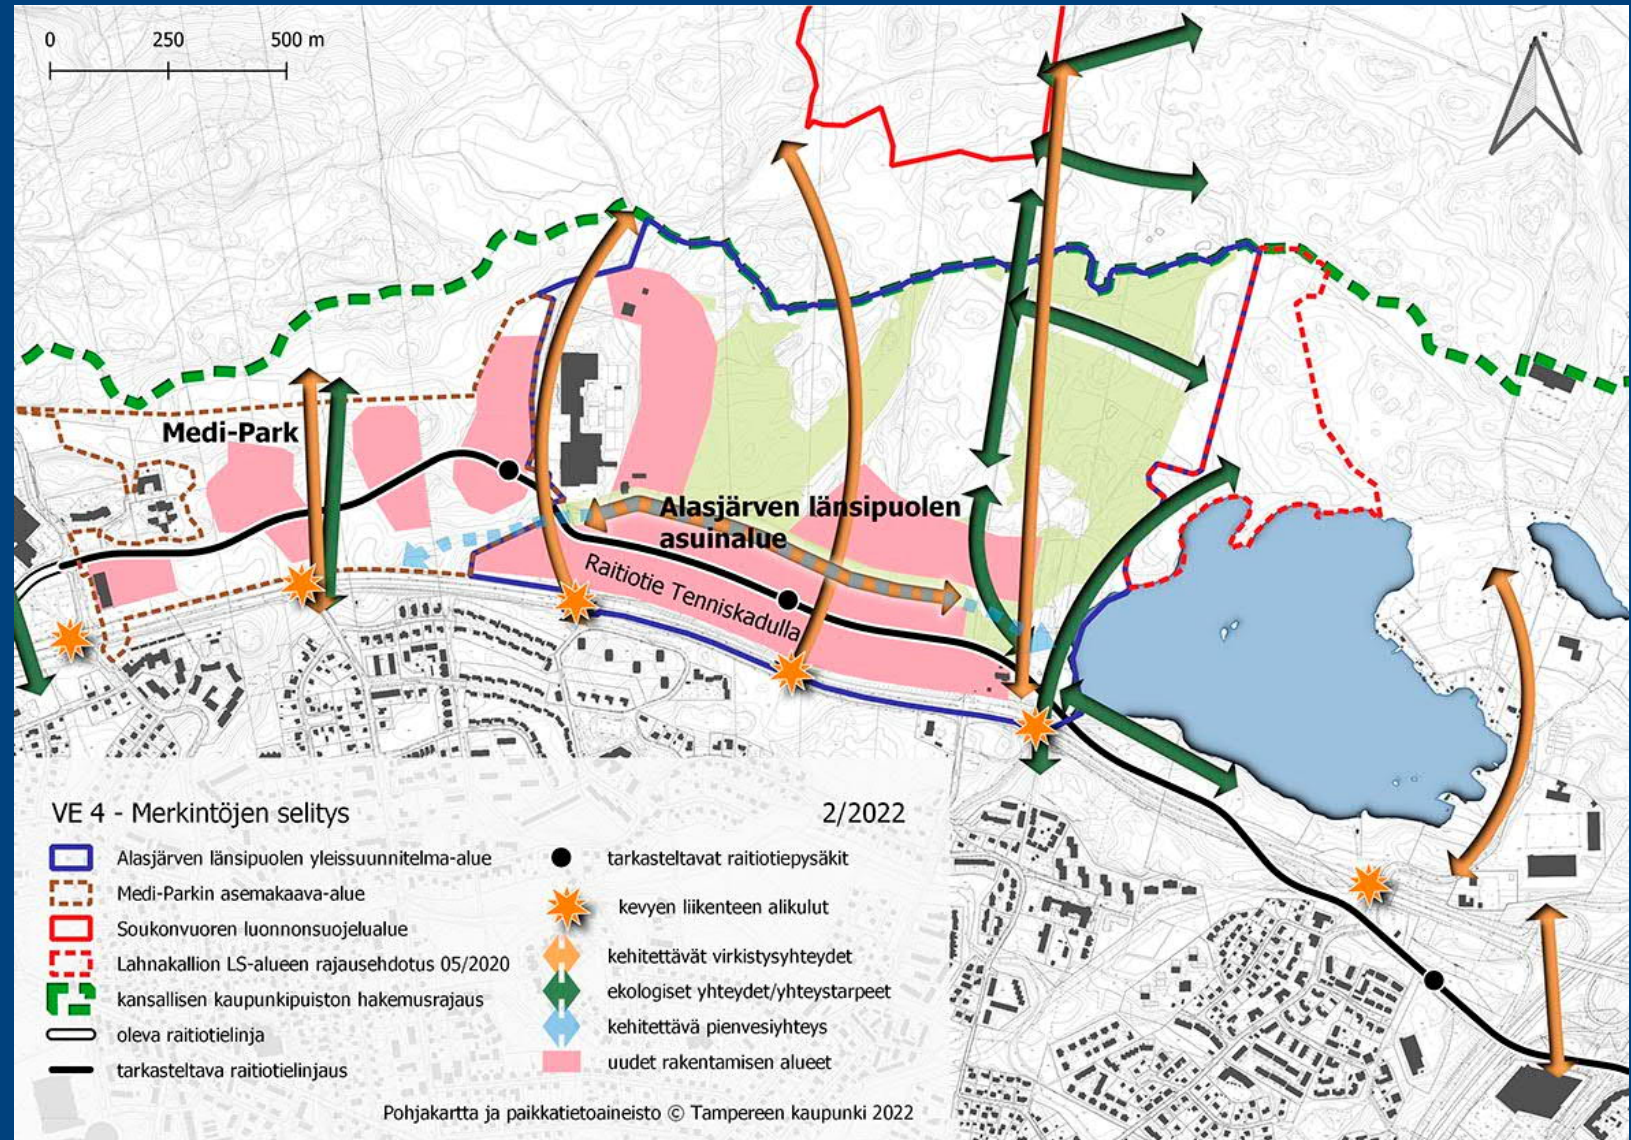 0 250 500 m
Medi-Park
Alasjärven länsipuolen
asuinalue
Raitiotie Tenniskadulla
VE 4 - Merkintöjen selitys 2/2022
Alasjärven länsipuolen yleissuunnitelma-alue
Medi-Parkin asemakaava-alue
Soukonvuoren luonnonsuojelualue
Lahnakallion LS-alueen rajausehdotus 05/2020
kansallisen kaupunkipuiston hakemusrajaus
oleva raitiotielinja
tarkasteltava raitiotielinjaus
tarkasteltavat raitiotiepysäkit
kevyen liikenteen alikulut
kehitettävät virkistysyhteydet
ekologiset yhteydet/yhteystarpeet
kehitettävä pienvesiyhteys
uudet rakentamisen alueet
Pohjakartta ja paikkatietoaineisto © Tampereen kaupunki 2022